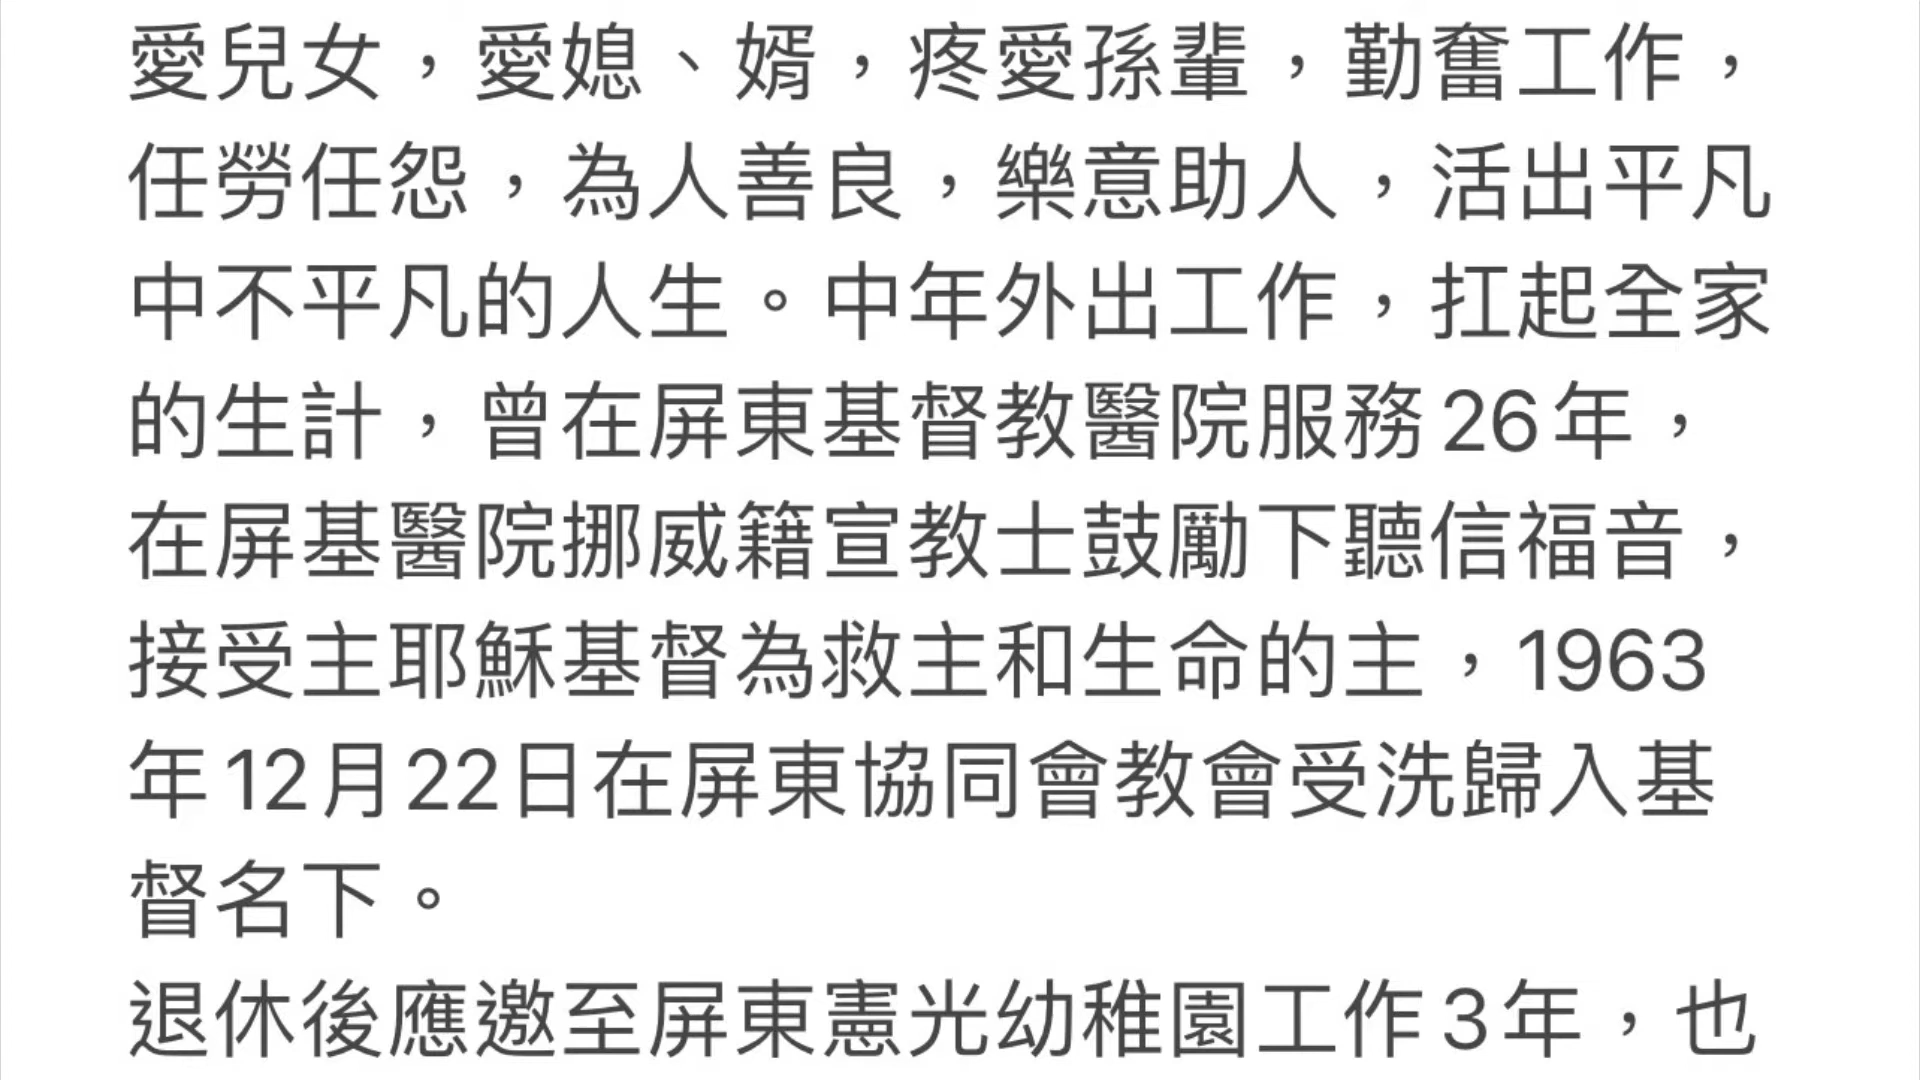 愛兒女，愛媳、婿，疼愛孫輩，勤奮工作，
任勞任怨，為人善良，樂意助人，活出平凡
中不平凡的人生。中年外出工作，扛起全家
的生計，曾在屏東基督教醫院服務26年，
在屏基醫院挪威籍宣教士鼓勵下聽信福音，
接受主耶穌基督為救主和生命的主，1963
年12月22日在屏東協同會教會受洗歸入基
督名下。
退休後應邀至屏東憲光幼稚園工作3年，也